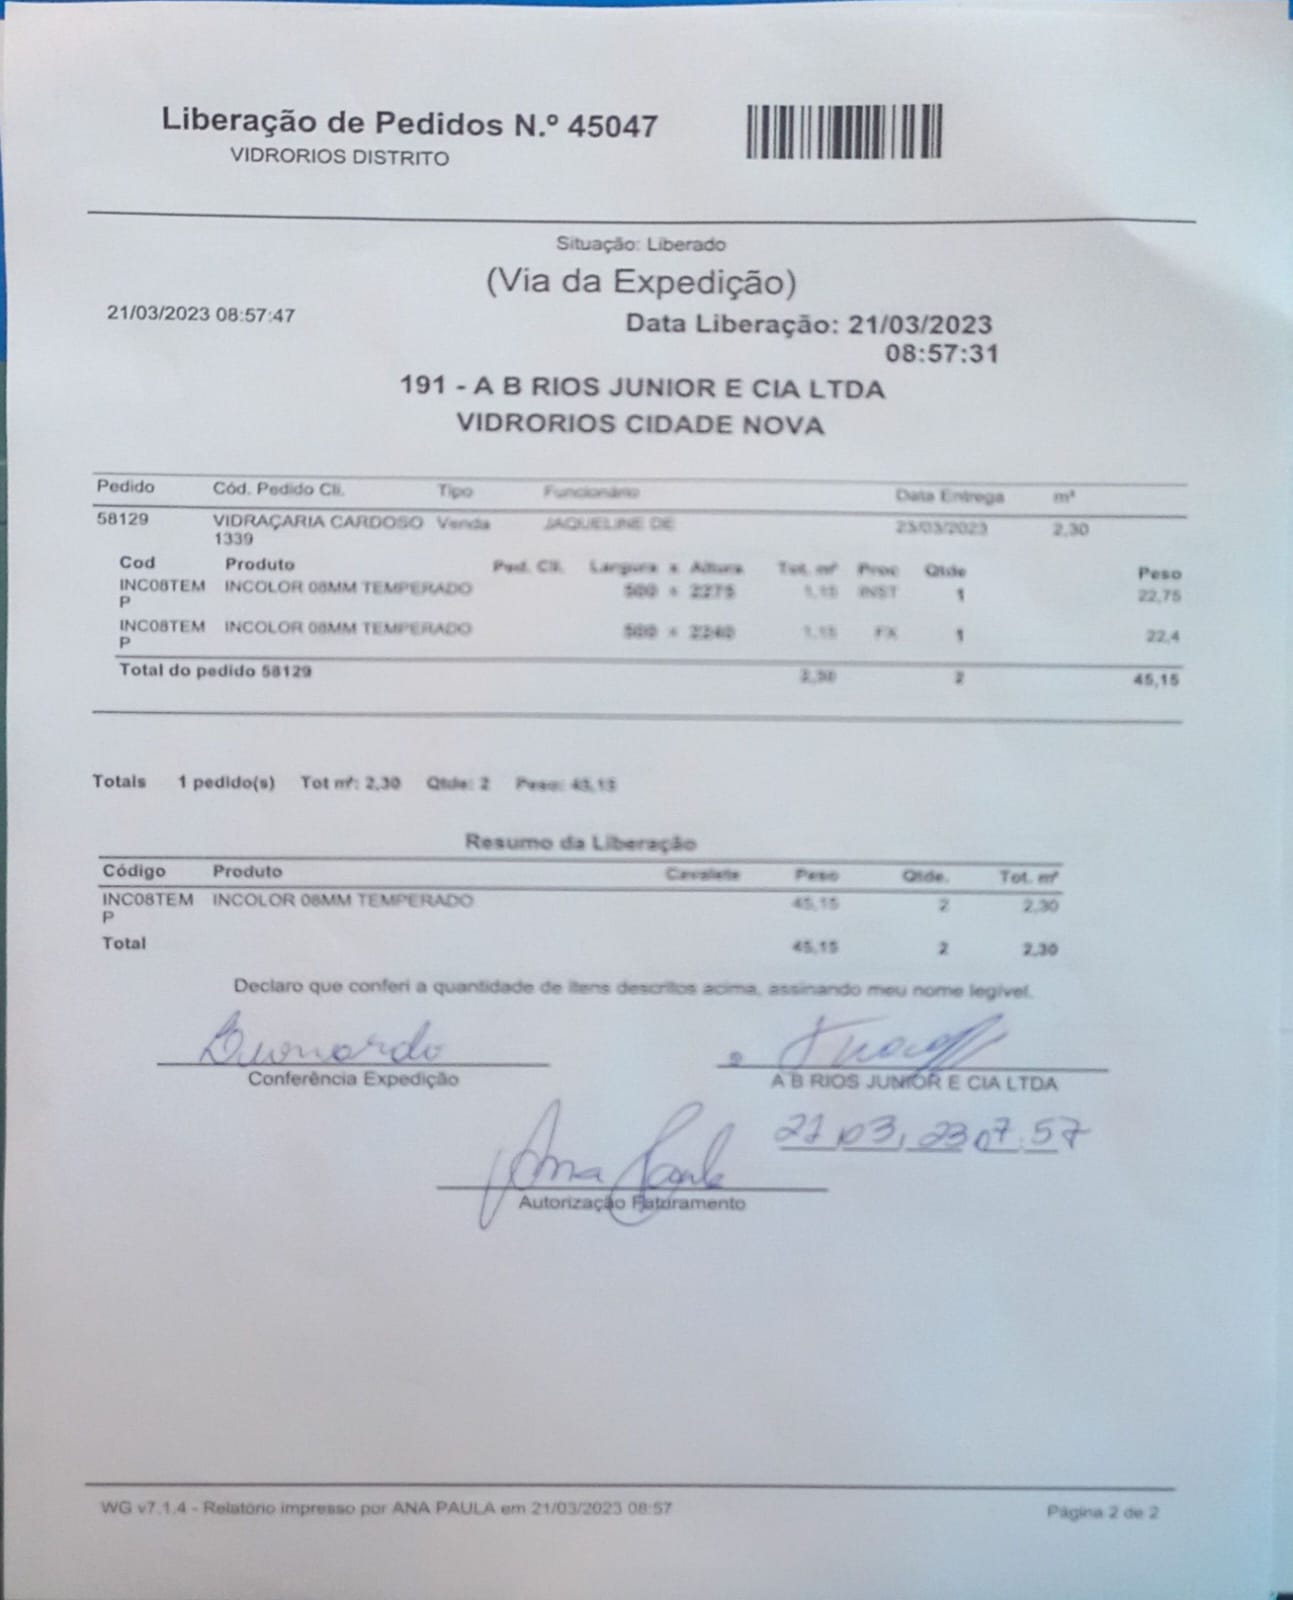 Liberação de Pedidos N.º 45047
VIDRORIOS DISTRITO
Situação: Liberado
(Via da Expedição)
21/03/2023 08:57:47
Data Liberação: 21/03/2023
08:57:31
191 - A B RIOS JUNIOR E CIA LTDA
VIDRORIOS CIDADE NOVA
Pedido Cód. Pedido Cli. Tipo Funcionário Data Entrega m²
58129 VIDRAÇARIA CARDOSO Venda JAQUELINE DE 23/03/2023 2,30
1339
Cod Produto Ped. Cli. Largura x Altura Tot. m² Proc Qtde Peso
INC08TEM INCOLOR 08MM TEMPERADO 500 x 2275 1,15 INST 1 22,75
P
INC08TEM INCOLOR 08MM TEMPERADO 500 x 2240 1,15 FX 1 22,4
P
Total do pedido 58129 2,30 2 45,15
Totais 1 pedido(s) Tot m²: 2,30 Qtde: 2 Peso: 45,15
Resumo da Liberação
Código Produto Cavalete Peso Qtde. Tot. m²
INC08TEM INCOLOR 08MM TEMPERADO 45,15 2 2,30
P
Total 45,15 2 2,30
Declaro que conferi a quantidade de itens descritos acima, assinando meu nome legível.
Conferência Expedição
A B RIOS JUNIOR E CIA LTDA
Ana Paula
Autorização Faturamento
WG v7.1.4 - Relatório impresso por ANA PAULA em 21/03/2023 08:57
Página 2 de 2